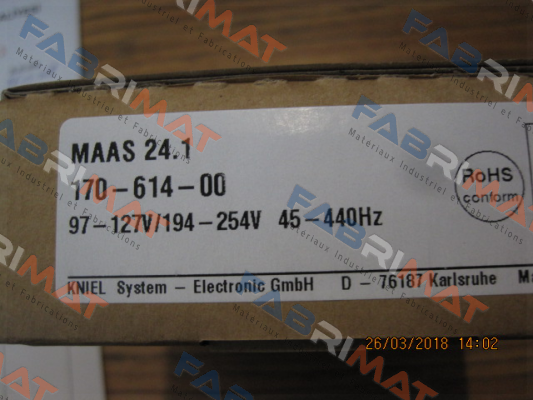 MAAS 24.1
170-614-00
97-127V/194-254V 45-440Hz
RoHS
conform
KNIEL System - Electronic GmbH D - 76187 Karlsruhe
26/03/2018 14:02
FABRIMAT
Materiaux Industriel et Fabrications